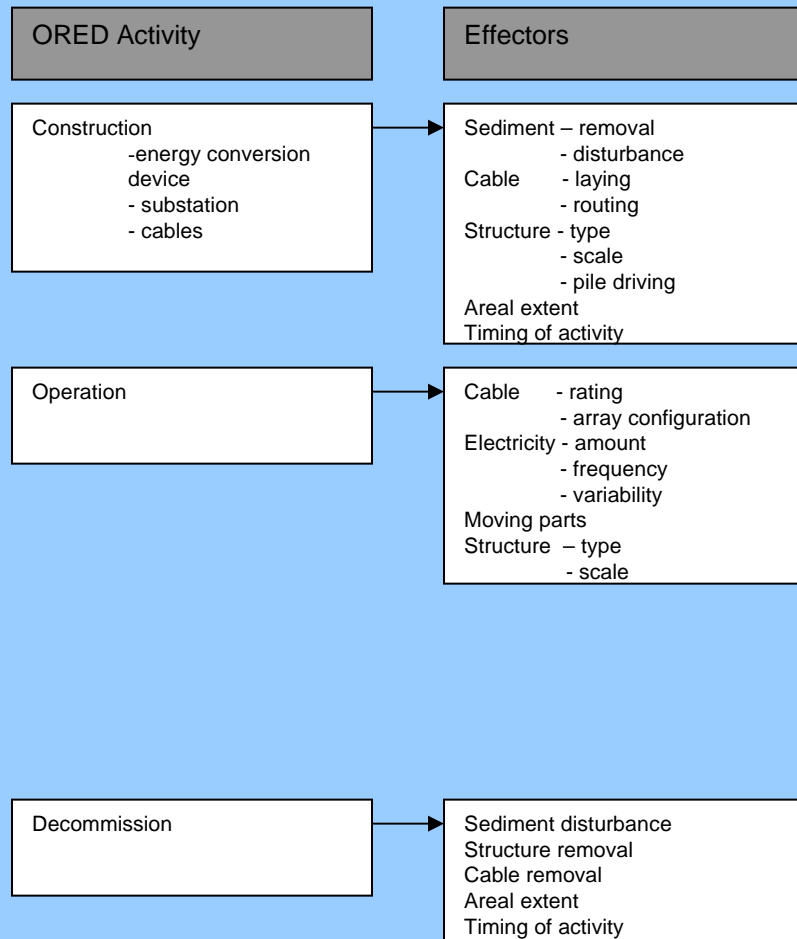 ORED Activity
Effectors
Construction
-energy conversion
device
- substation
- cables
Sediment – removal
- disturbance
Cable - laying
- routing
Structure - type
- scale
- pile driving
Areal extent
Timing of activity
Operation
Cable - rating
- array configuration
Electricity - amount
- frequency
- variability
Moving parts
Structure – type
- scale
Decommission
Sediment disturbance
Structure removal
Cable removal
Areal extent
Timing of activity